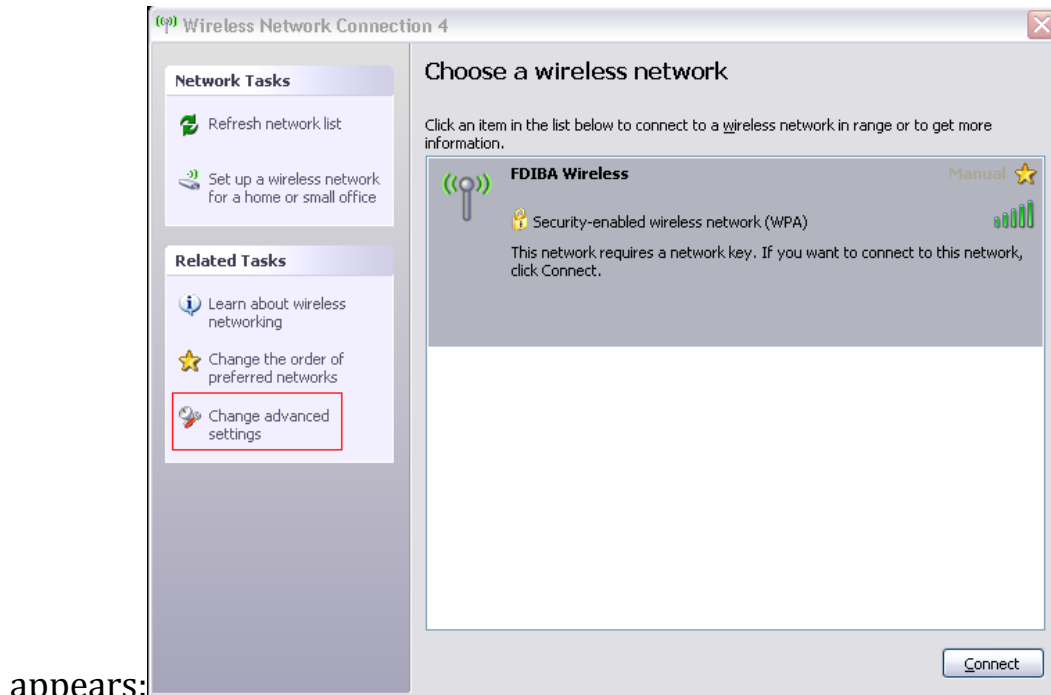 Wireless Network Connection 4
Network Tasks
Refresh network list
Set up a wireless network
for a home or small office
Related Tasks
Learn about wireless
networking
Change the order of
preferred networks
Change advanced
settings
Choose a wireless network
Click an item in the list below to connect to a wireless network in range or to get more
information.
FDIBA Wireless
Manual
Security-enabled wireless network (WPA)
This network requires a network key. If you want to connect to this network,
click Connect.
Connect
appears: